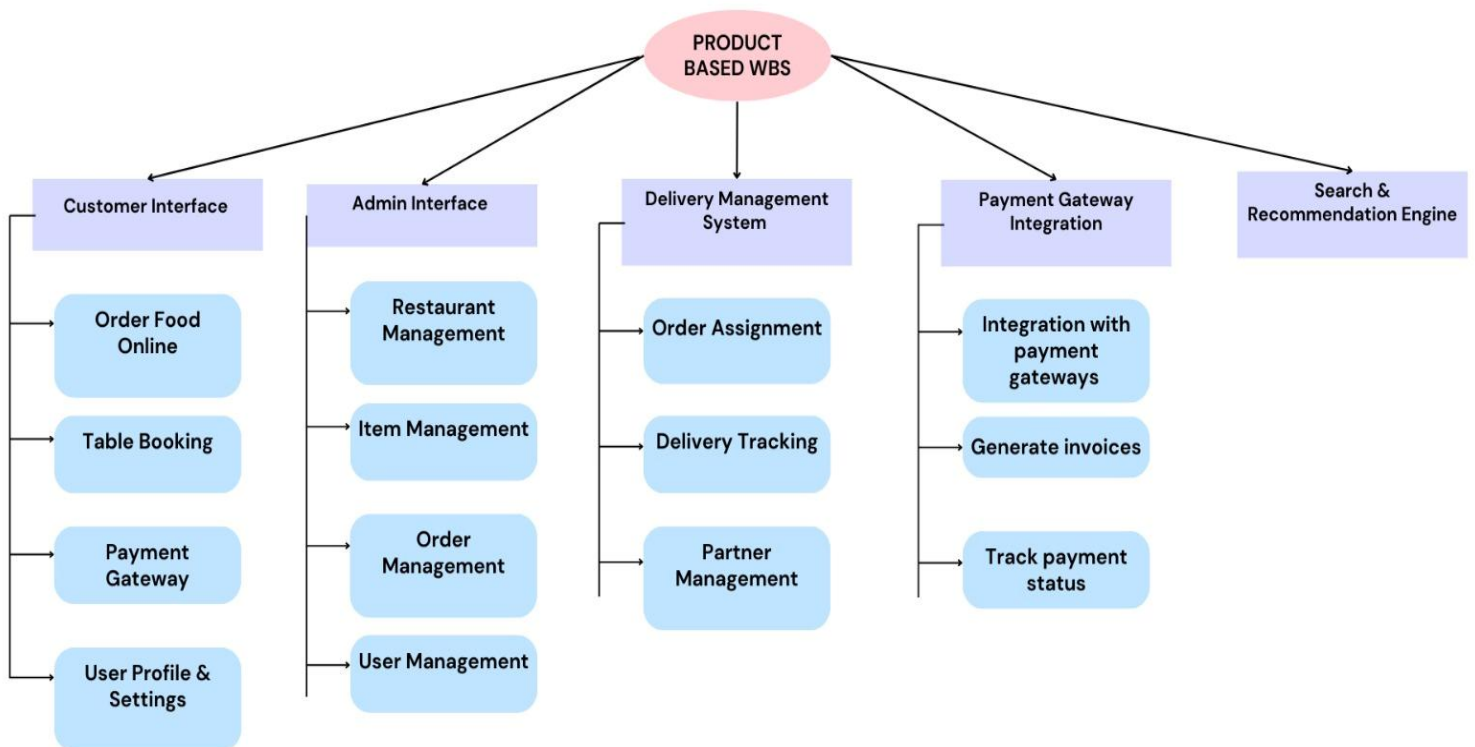 PRODUCT
BASED WBS
Customer Interface
Admin Interface
Delivery Management
System
Payment Gateway
Integration
Search &
Recommendation Engine
Order Food
Online
Table Booking
Payment
Gateway
User Profile &
Settings
Restaurant
Management
Item Management
Order
Management
User Management
Order Assignment
Delivery Tracking
Partner
Management
Integration with
payment
gateways
Generate invoices
Track payment
status